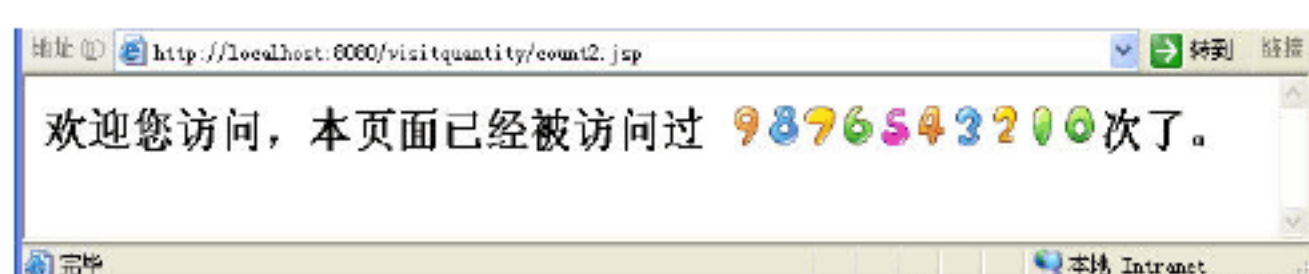 地址(D) http://localhost:8080/visitquantity/count2.jsp 转到 链接
欢迎您访问，本页面已经被访问过 9876543210次了。
完毕 本地 Intranet